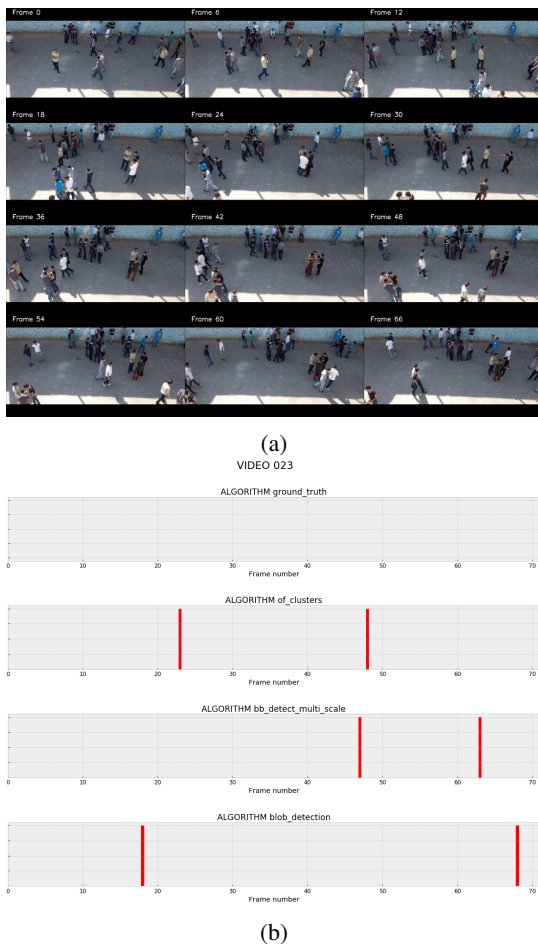 Frame 0 Frame 6 Frame 12
Frame 18 Frame 24 Frame 30
Frame 36 Frame 42 Frame 48
Frame 54 Frame 60 Frame 66
(a)
VIDEO 023
ALGORITHM ground_truth
0 10 20 30 40 50 60 70
Frame number
ALGORITHM of_clusters
0 10 20 30 40 50 60 70
Frame number
ALGORITHM bb_detect_multi_scale
0 10 20 30 40 50 60 70
Frame number
ALGORITHM blob_detection
0 10 20 30 40 50 60 70
Frame number
(b)